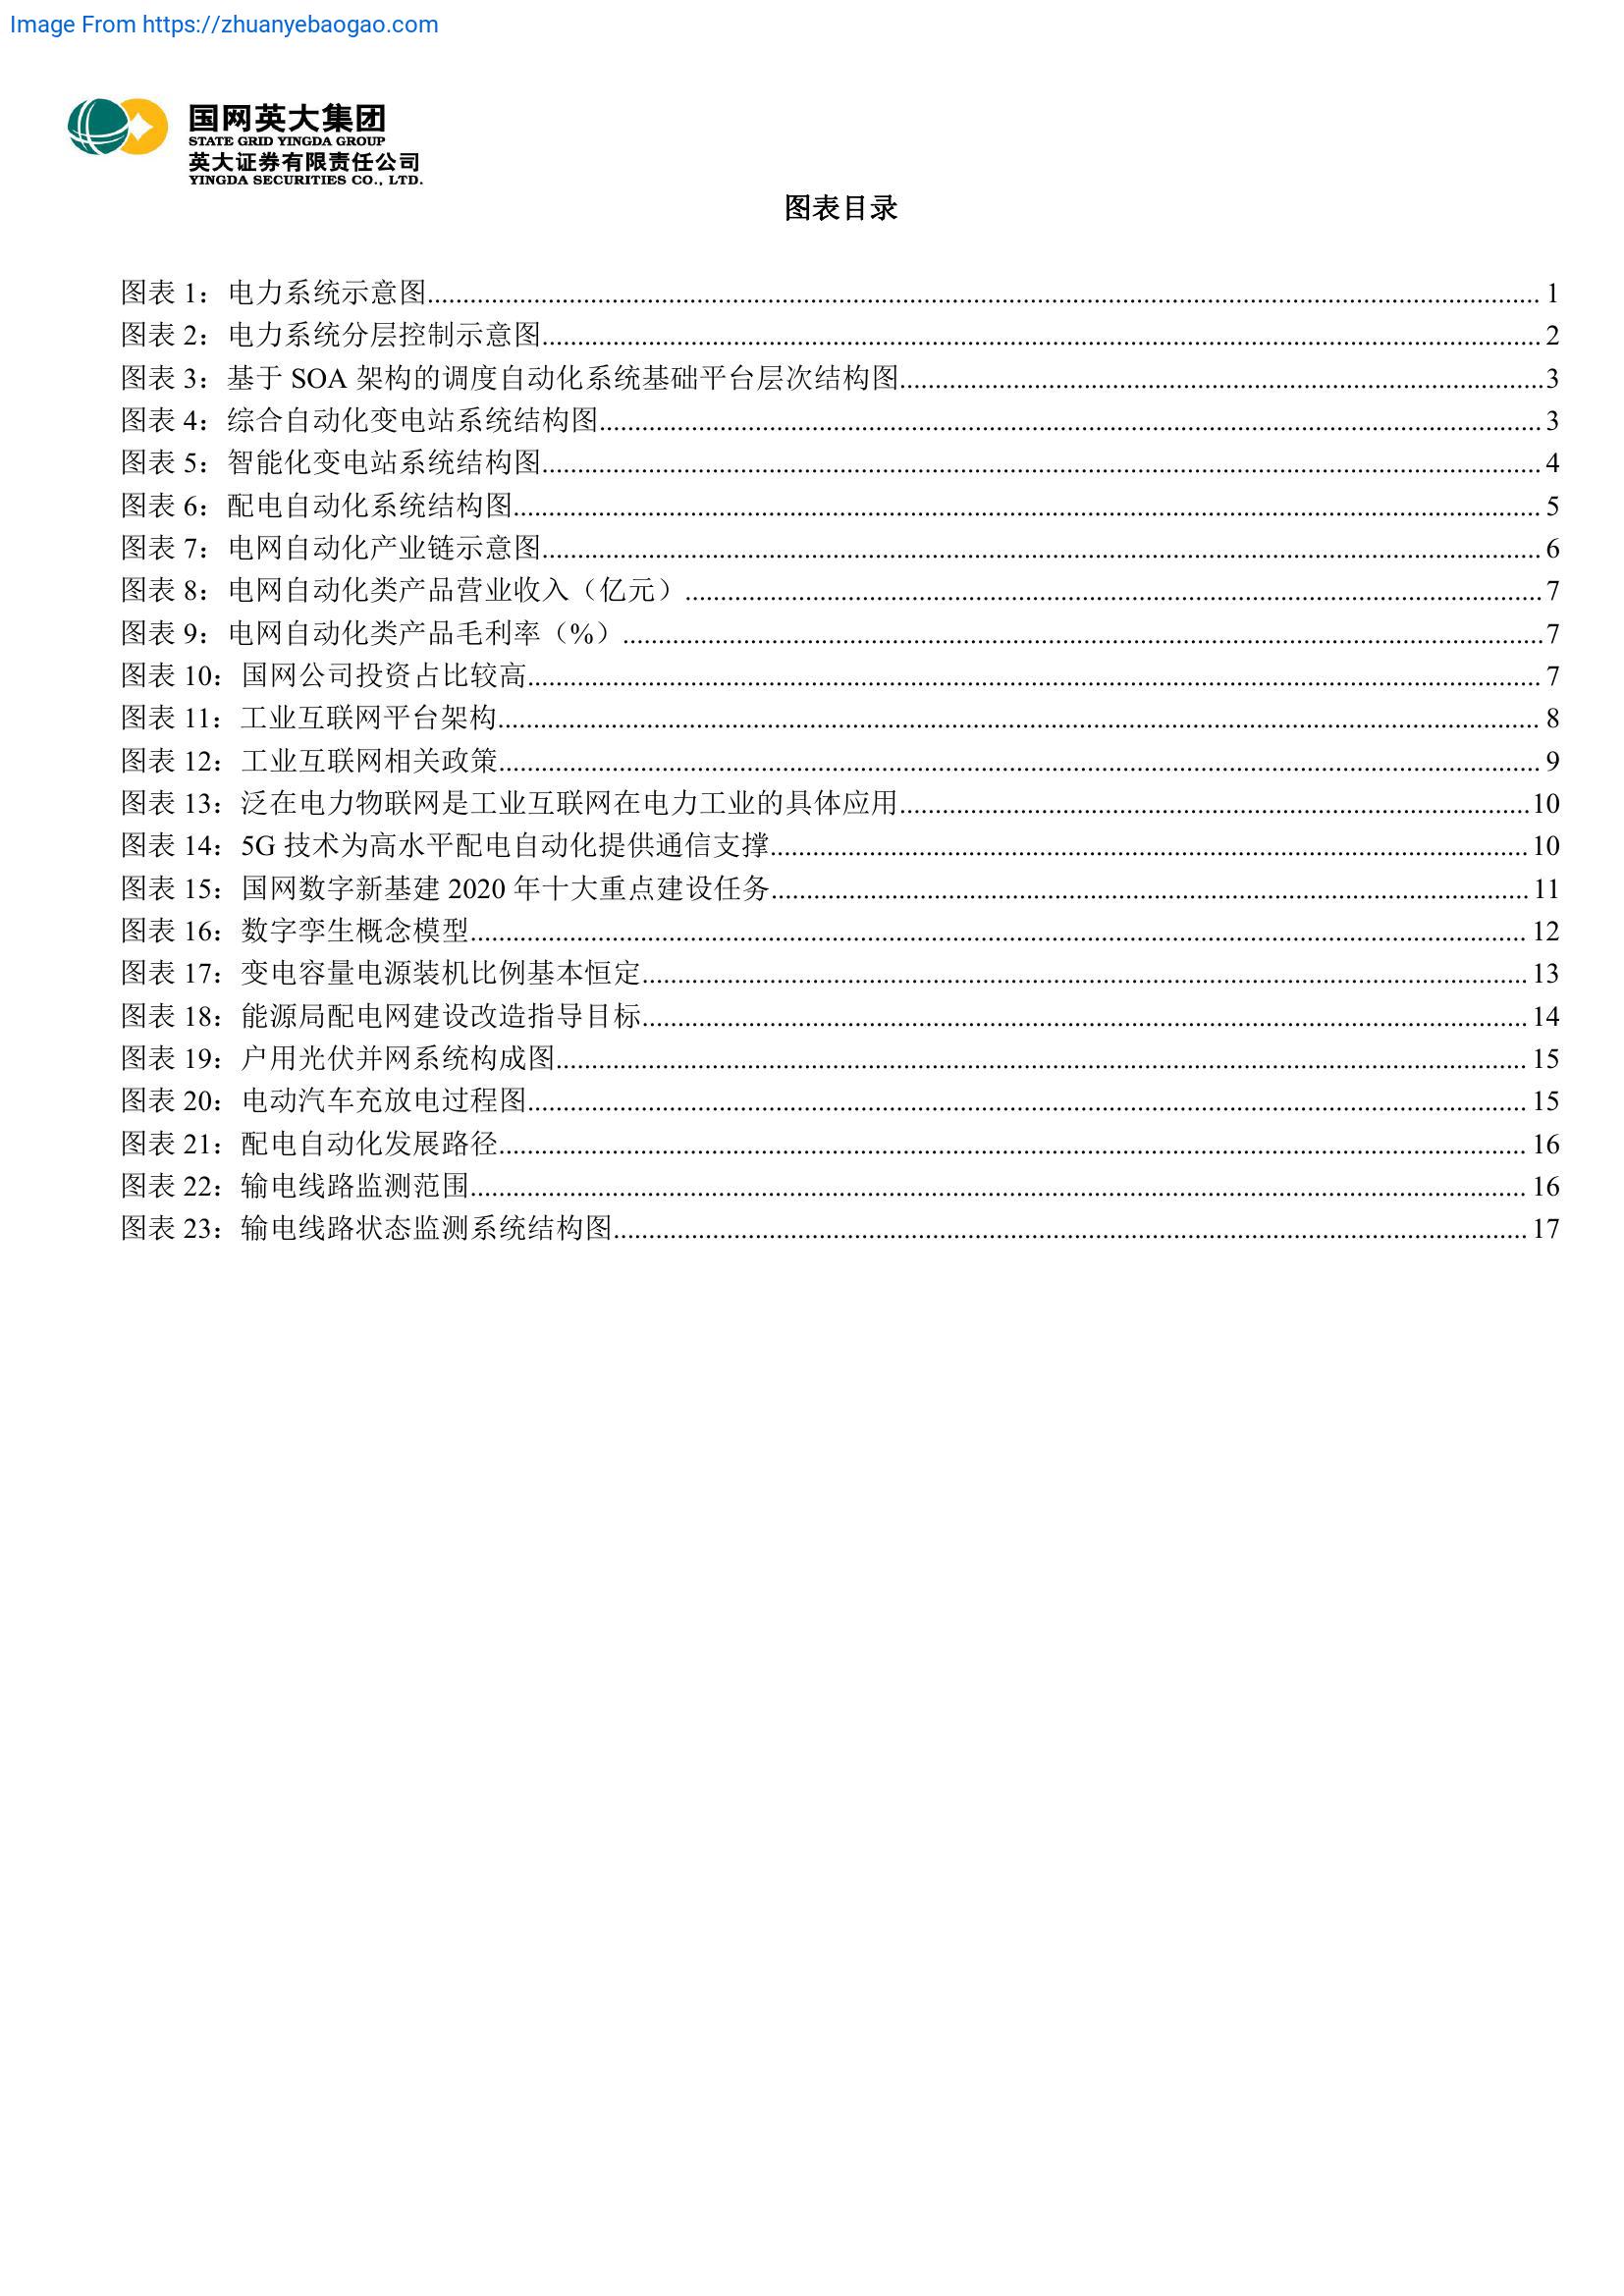 Image From https://zhuanyebaogao.com
国网英大集团
STATE GRID YINGDA GROUP
英大证券有限责任公司
YINGDA SECURITIES CO., LTD.
图表目录
图表 1：电力系统示意图 1
图表 2：电力系统分层控制示意图 2
图表 3：基于 SOA 架构的调度自动化系统基础平台层次结构图 3
图表 4：综合自动化变电站系统结构图 3
图表 5：智能化变电站系统结构图 4
图表 6：配电自动化系统结构图 5
图表 7：电网自动化产业链示意图 6
图表 8：电网自动化类产品营业收入（亿元） 7
图表 9：电网自动化类产品毛利率（%） 7
图表 10：国网公司投资占比较高 7
图表 11：工业互联网平台架构 8
图表 12：工业互联网相关政策 9
图表 13：泛在电力物联网是工业互联网在电力工业的具体应用 10
图表 14：5G 技术为高水平配电自动化提供通信支撑 10
图表 15：国网数字新基建 2020 年十大重点建设任务 11
图表 16：数字孪生概念模型 12
图表 17：变电容量电源装机比例基本恒定 13
图表 18：能源局配电网建设改造指导目标 14
图表 19：户用光伏并网系统构成图 15
图表 20：电动汽车充放电过程图 15
图表 21：配电自动化发展路径 16
图表 22：输电线路监测范围 16
图表 23：输电线路状态监测系统结构图 17